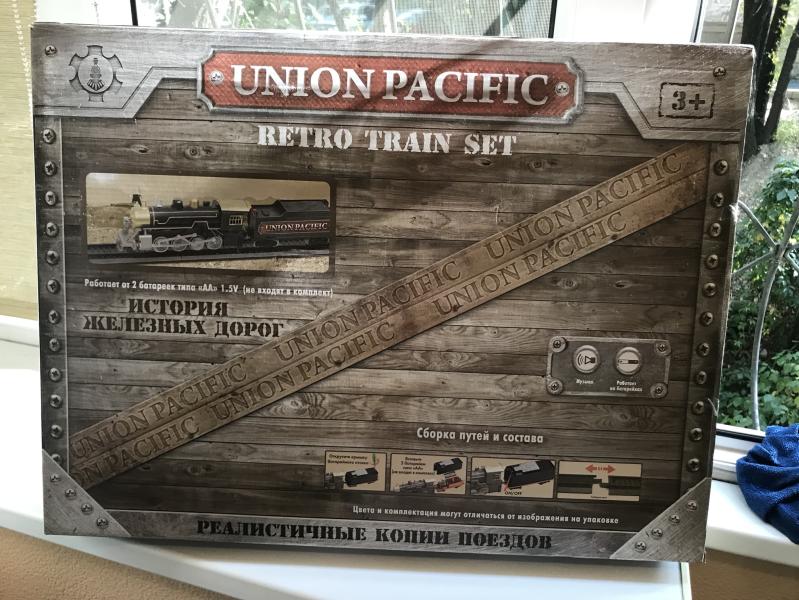 UNION PACIFIC
3+
RETRO TRAIN SET
UNION PACIFIC
Работает от 2 батареек типа «АА» 1.5V (не входят в комплект)
ИСТОРИЯ
ЖЕЛЕЗНЫХ ДОРОГ
UNION PACIFIC UNION PACIFIC UNION PACIFIC
UNION PACIFIC UNION PACIFIC UNION PACIFIC
Музыка
Работает
на батарейках
Сборка путей и состава
ON/OFF
Цвета и комплектация могут отличаться от изображения на упаковке
РЕАЛИСТИЧНЫЕ КОПИИ ПОЕЗДОВ